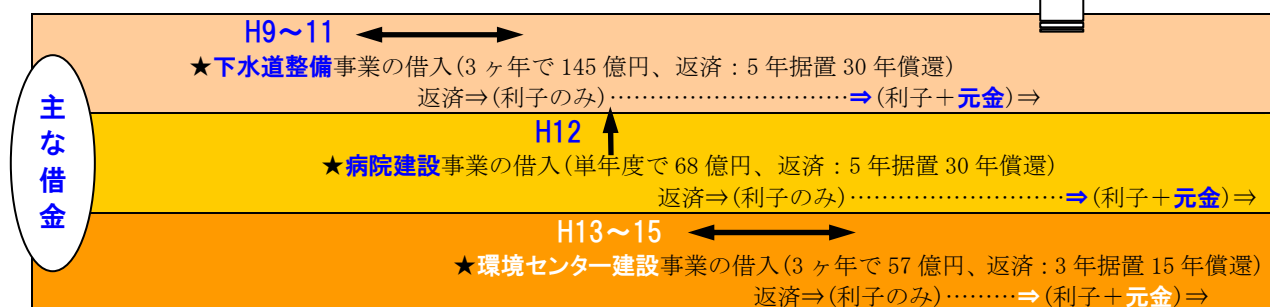 主な借金
H9～11
★下水道整備事業の借入(3ヶ年で145億円、返済：5年据置30年償還)
返済⇒(利子のみ)…………………………⇒(利子＋元金)⇒
H12
★病院建設事業の借入(単年度で68億円、返済：5年据置30年償還)
返済⇒(利子のみ)………………………⇒(利子＋元金)⇒
H13～15
★環境センター建設事業の借入(3ヶ年で57億円、返済：3年据置15年償還)
返済⇒(利子のみ)………⇒(利子＋元金)⇒